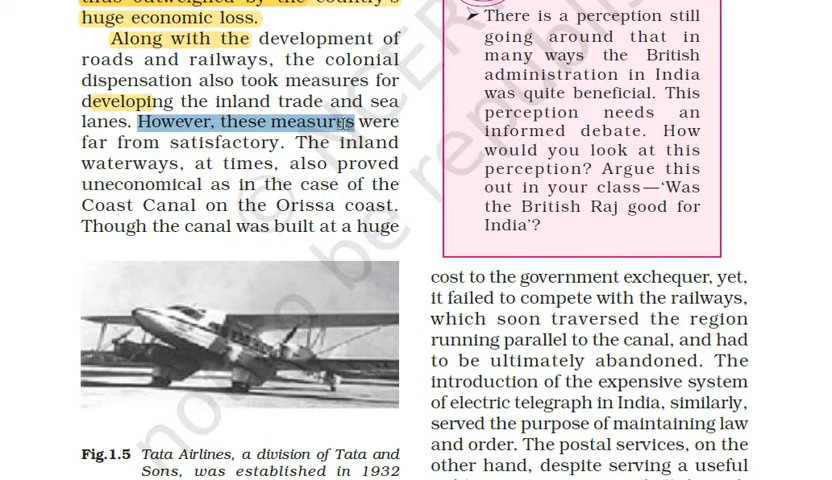 thus outweighed by the country's
huge economic loss.
Along with the development of
roads and railways, the colonial
dispensation also took measures for
developing the inland trade and sea
lanes. However, these measures were
far from satisfactory. The inland
waterways, at times, also proved
uneconomical as in the case of the
Coast Canal on the Orissa coast.
Though the canal was built at a huge
Fig.1.5 Tata Airlines, a division of Tata and
Sons, was established in 1932
➤ There is a perception still
going around that in
many ways the British
administration in India
was quite beneficial. This
perception needs an
informed debate. How
would you look at this
perception? Argue this
out in your class—‘Was
the British Raj good for
India’?
cost to the government exchequer, yet,
it failed to compete with the railways,
which soon traversed the region
running parallel to the canal, and had
to be ultimately abandoned. The
introduction of the expensive system
of electric telegraph in India, similarly,
served the purpose of maintaining law
and order. The postal services, on the
other hand, despite serving a useful
© NCER
no be republis